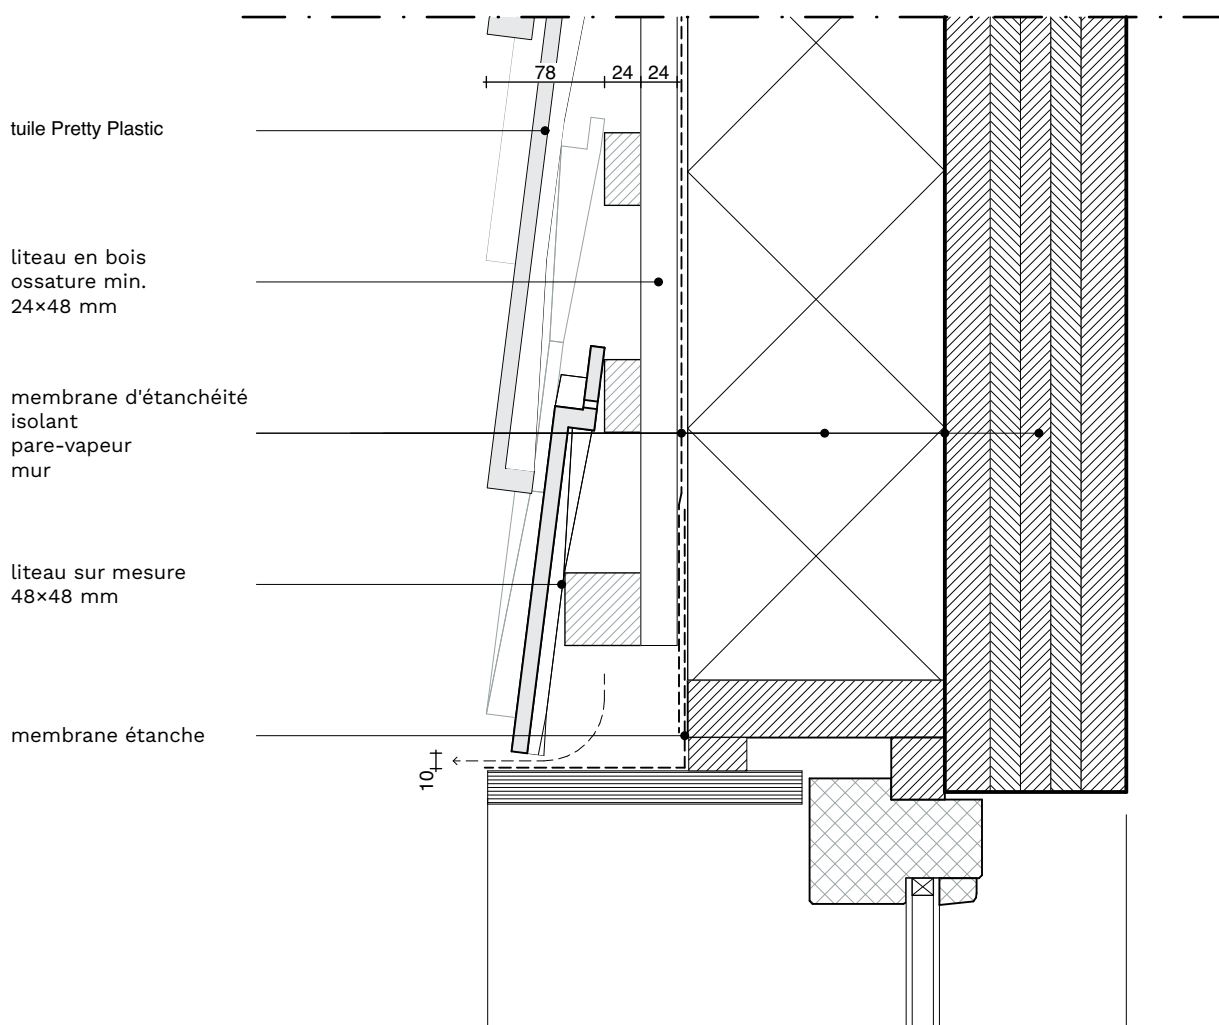 78
24
24
tuile Pretty Plastic
liteau en bois
ossature min.
24×48 mm
membrane d'étanchéité
isolant
pare-vapeur
mur
liteau sur mesure
48×48 mm
membrane étanche
10